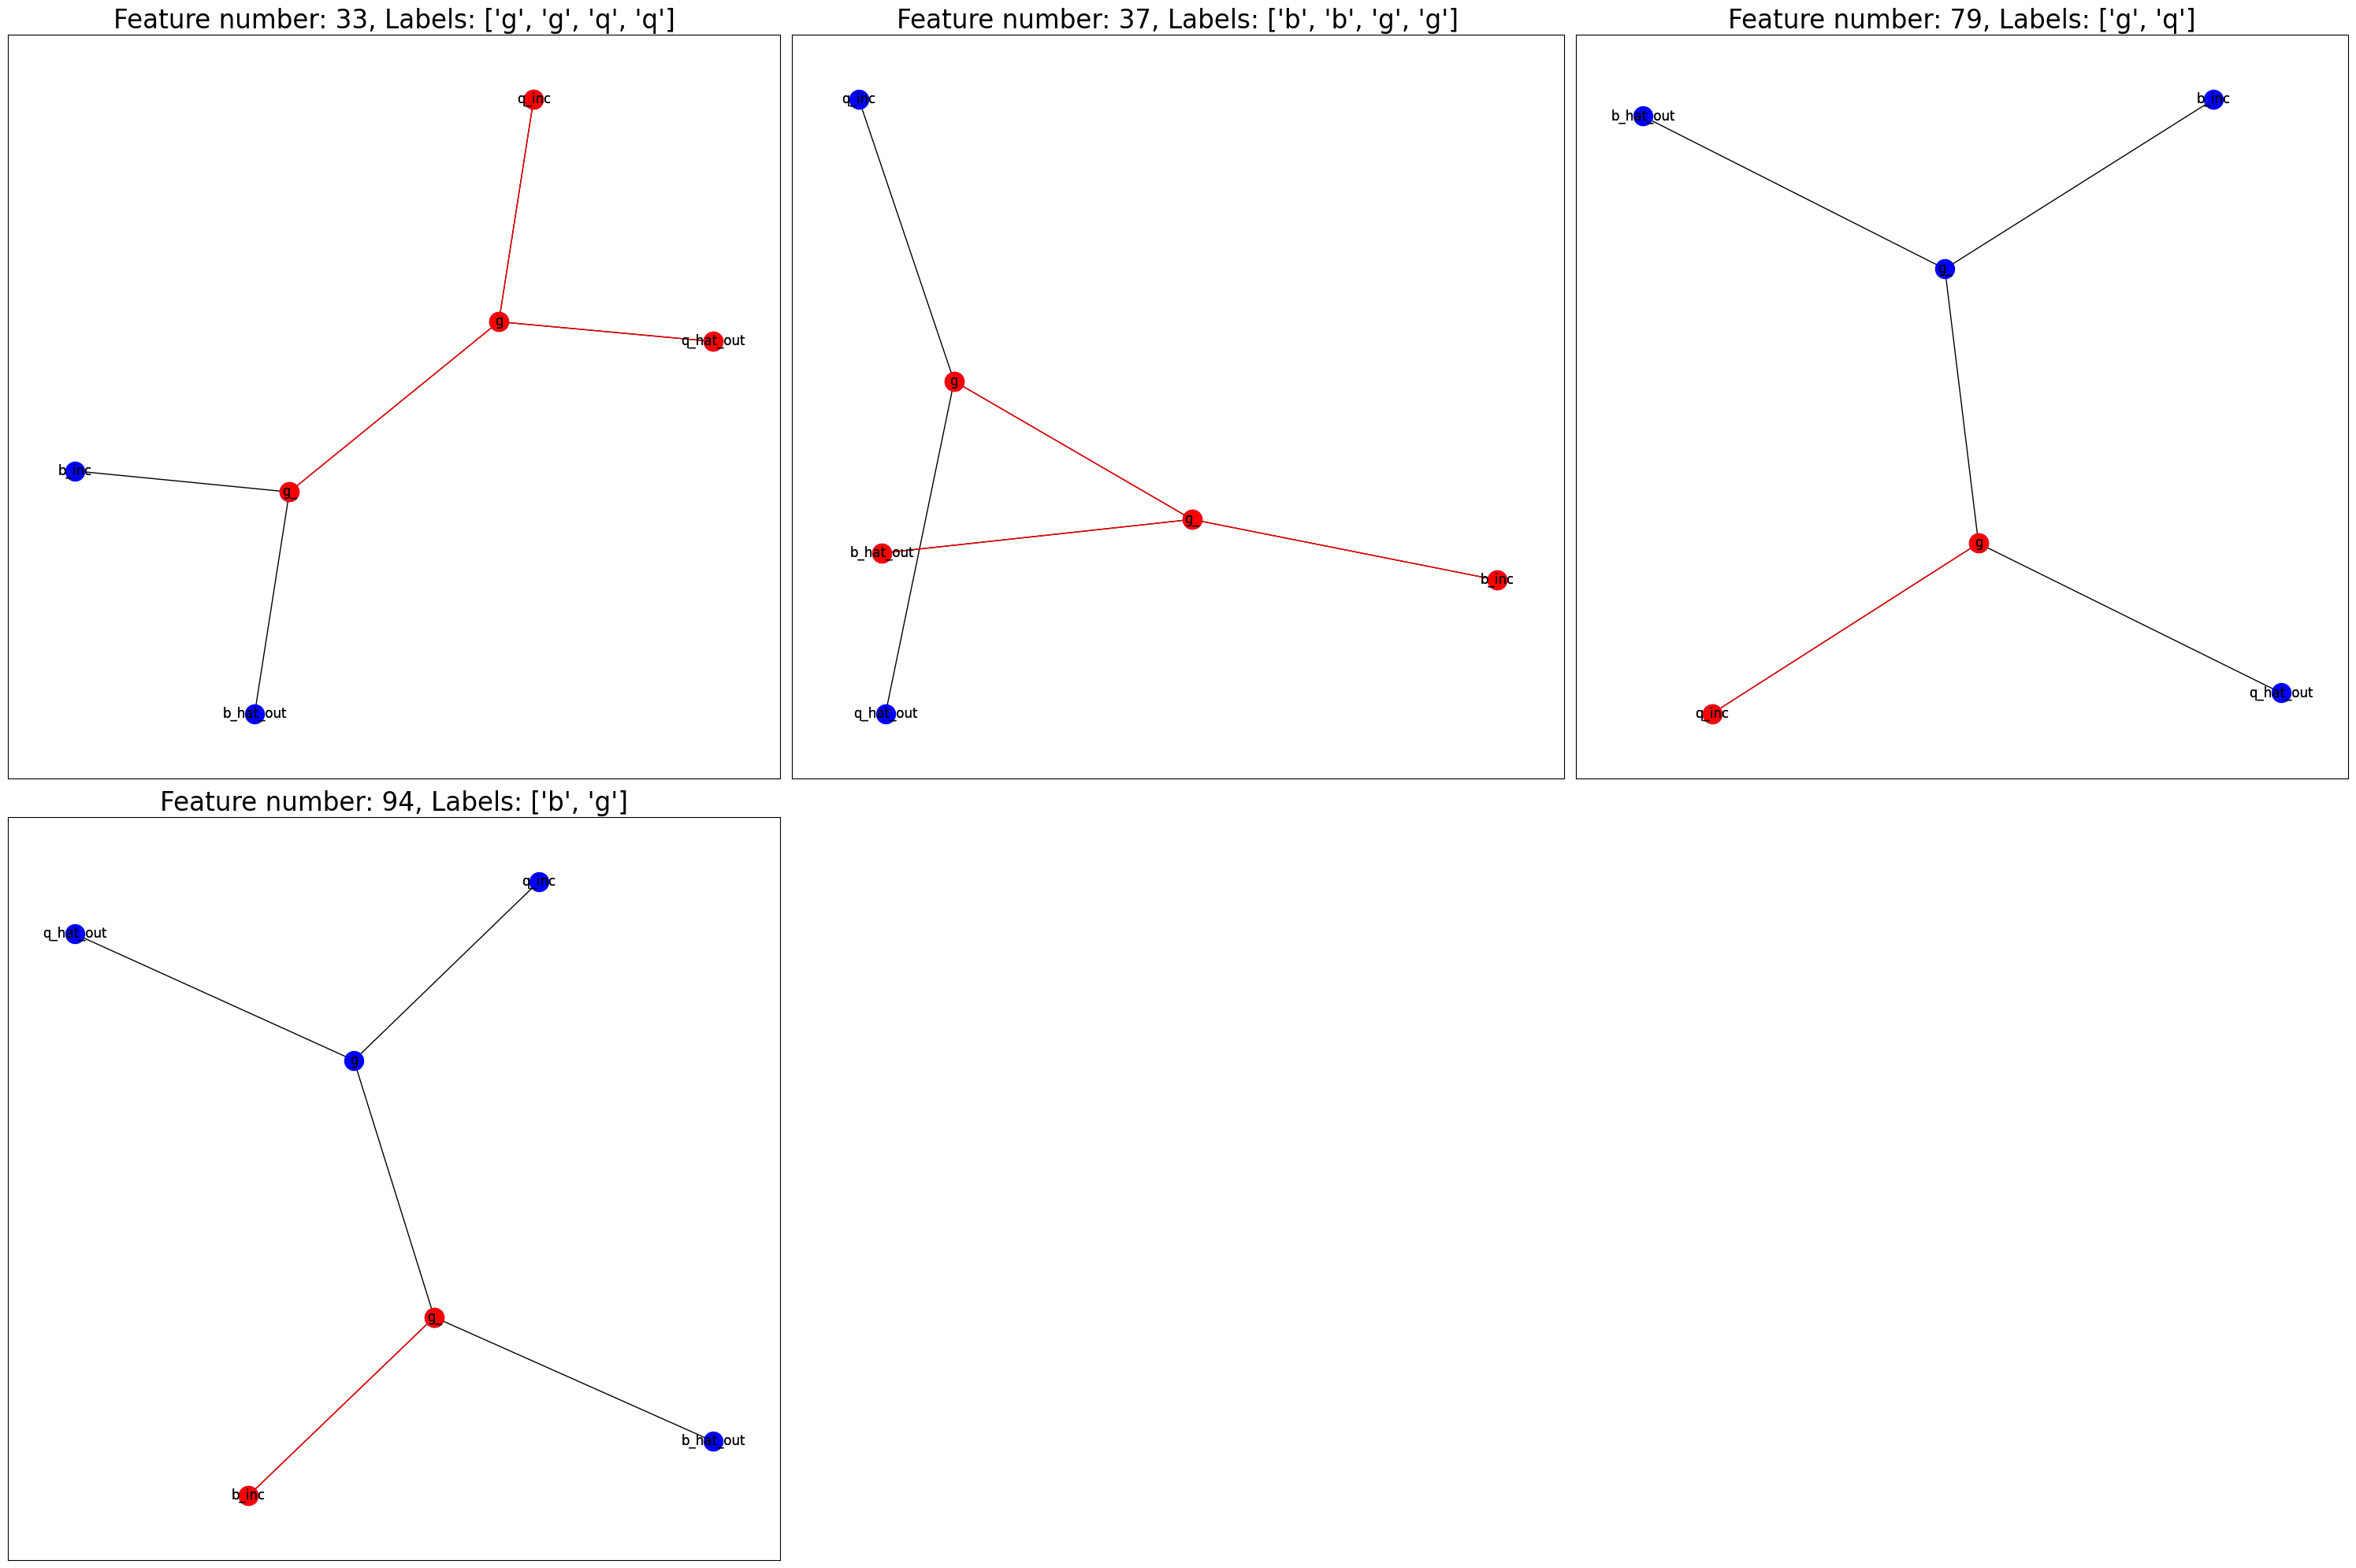 Feature number: 33, Labels: ['g', 'g', 'q', 'q']
q_inc
g
q_hat_out
b_inc
g_
b_hat_out
Feature number: 37, Labels: ['b', 'b', 'g', 'g']
q_inc
g
g_
b_hat_out
b_inc
q_hat_out
Feature number: 79, Labels: ['g', 'q']
b_inc
b_hat_out
g_
g
q_hat_out
q_inc
Feature number: 94, Labels: ['b', 'g']
q_inc
q_hat_out
g
g_
b_hat_out
b_inc